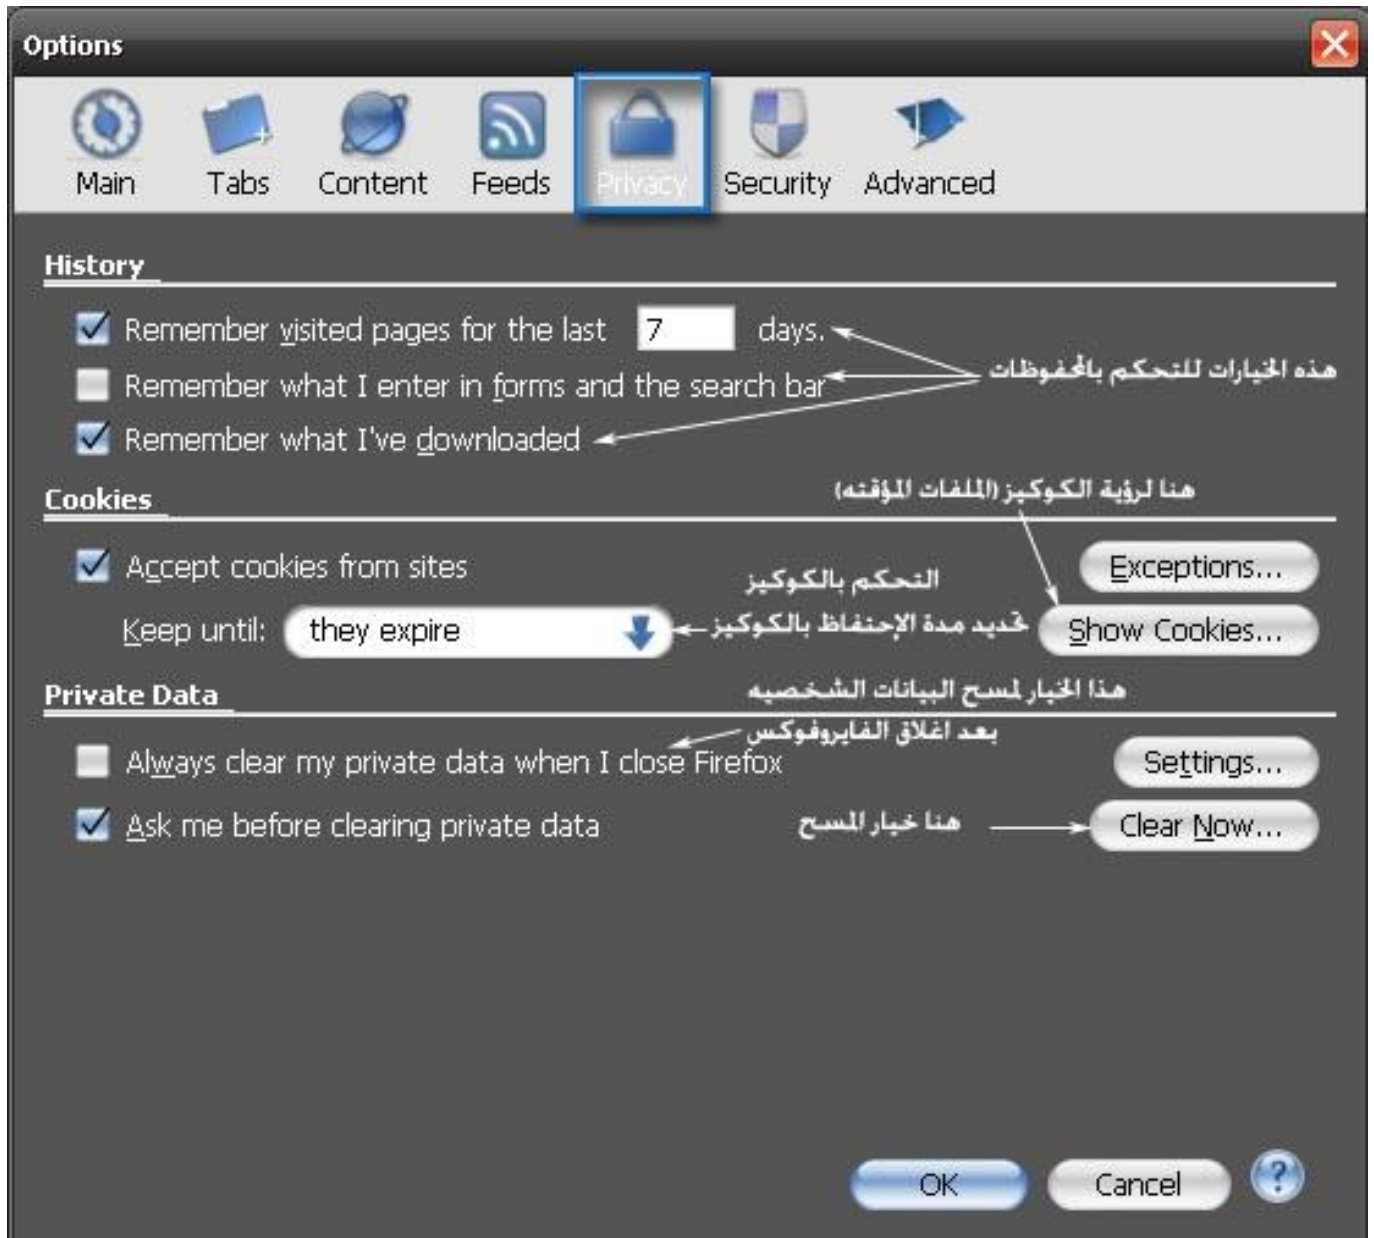 Options
Main Tabs Content Feeds Privacy Security Advanced
History
Remember visited pages for the last 7 days.
هذه الخيارات للتحكم بالمحفوظات
Remember what I enter in forms and the search bar
Remember what I've downloaded
هنا لرؤية الكوكيز (الملفات المؤقته)
Cookies
Accept cookies from sites
التحكم بالكوكيز
Exceptions...
Keep until: they expire
تحديد مدة الإحتفاظ بالكوكيز
Show Cookies...
Private Data
هذا الخيار لمسح البيانات الشخصيه
بعد اغلاق الفايروفوكس
Always clear my private data when I close Firefox
Settings...
Ask me before clearing private data
هنا خيار المسح
Clear Now...
OK Cancel ?